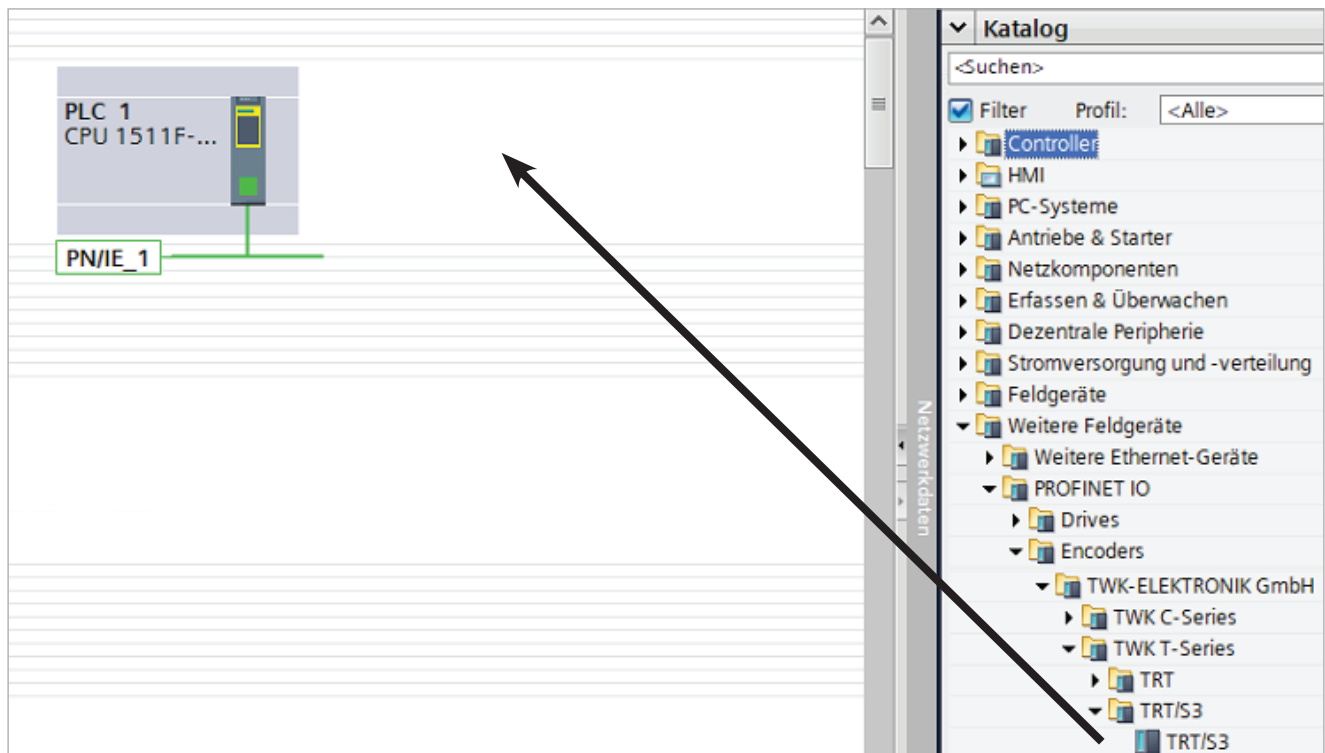 PLC 1
CPU 1511F-...
PN/IE_1
Netzwerkdaten
Katalog
<Suchen>
Filter Profil: <Alle>
Controller
HMI
PC-Systeme
Antriebe & Starter
Netzkomponenten
Erfassen & Überwachen
Dezentrale Peripherie
Stromversorgung und -verteilung
Feldgeräte
Weitere Feldgeräte
Weitere Ethernet-Geräte
PROFINET IO
Drives
Encoders
TWK-ELEKTRONIK GmbH
TWK C-Series
TWK T-Series
TRT
TRT/S3
TRT/S3